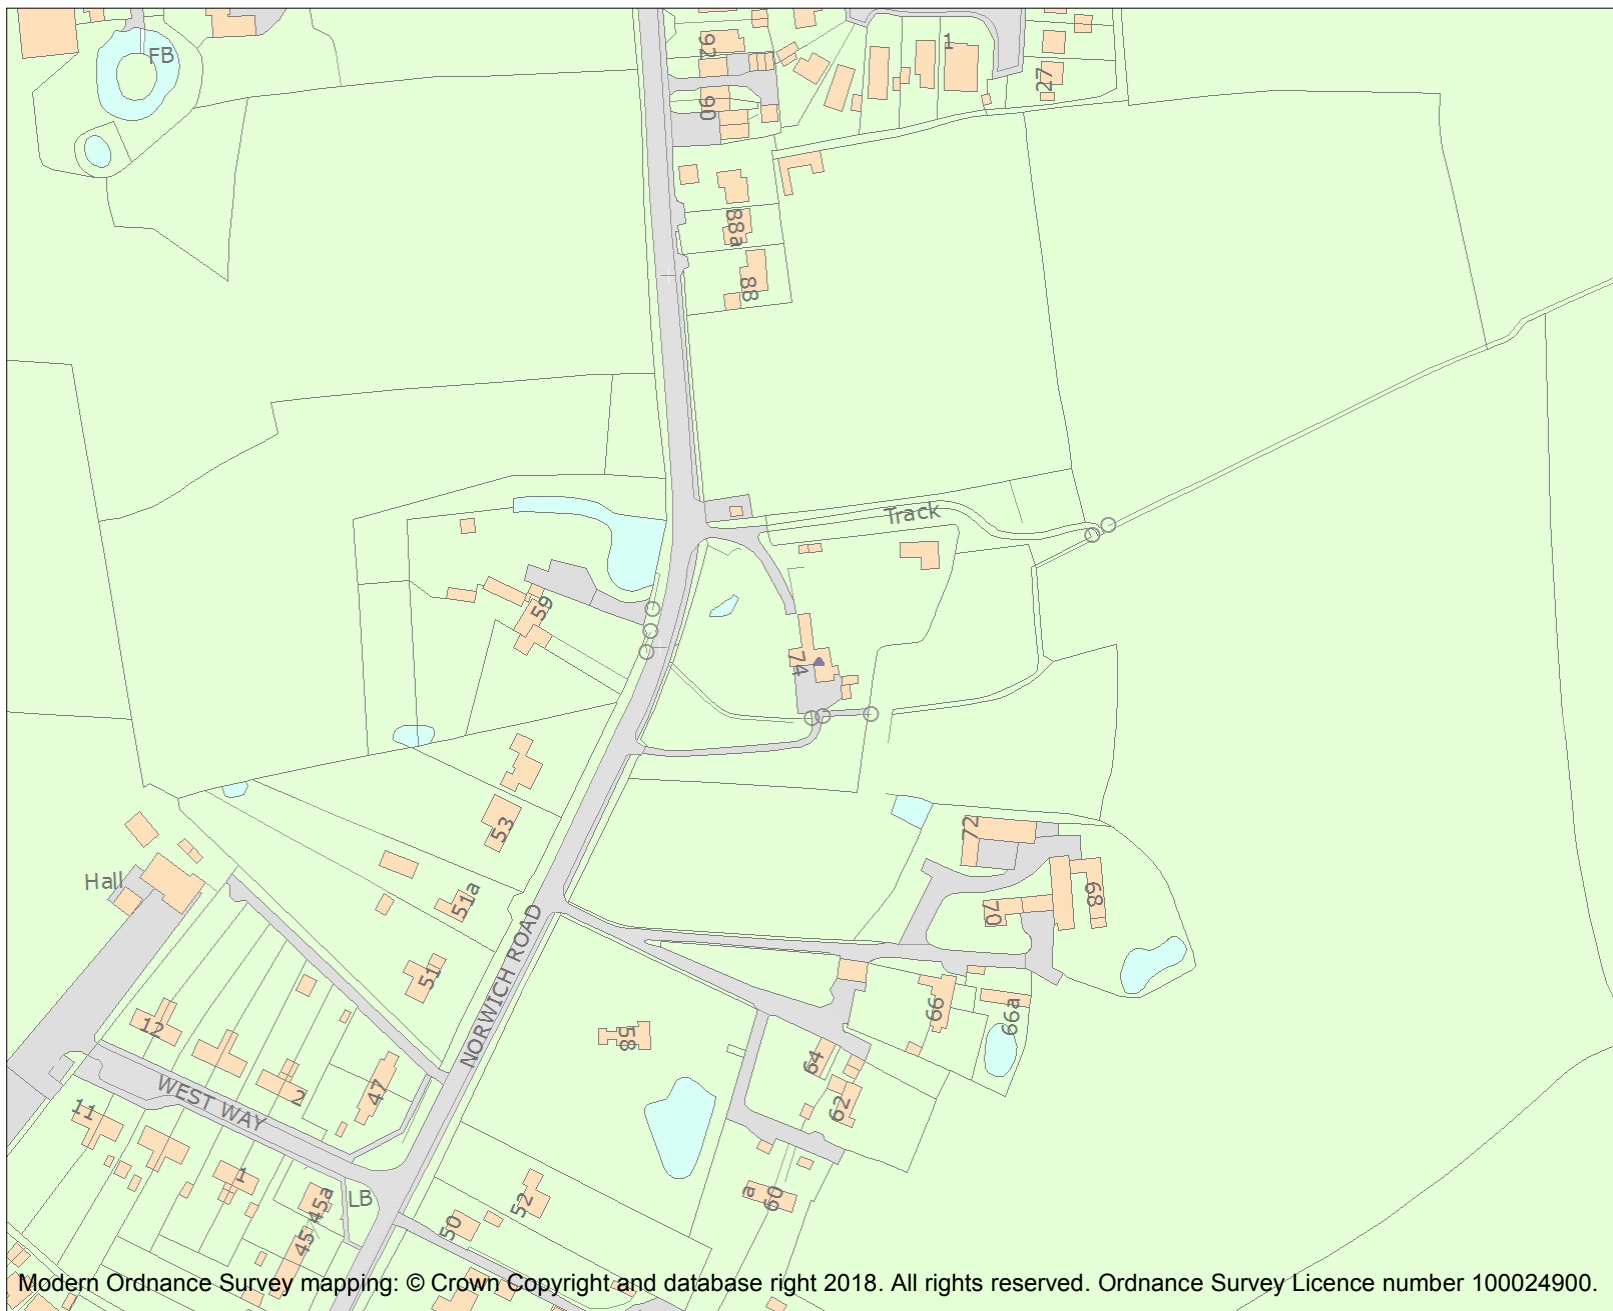 FB
92
90
1
27
88a
88
Track
59
74
53
51a
51
Hall
NORWICH ROAD
72
68
70
66
66a
58
64
62
60
a
12
2
47
WEST WAY
11
1
45a
45
LB
52
50
Modern Ordnance Survey mapping: © Crown Copyright and database right 2018. All rights reserved. Ordnance Survey Licence number 100024900.